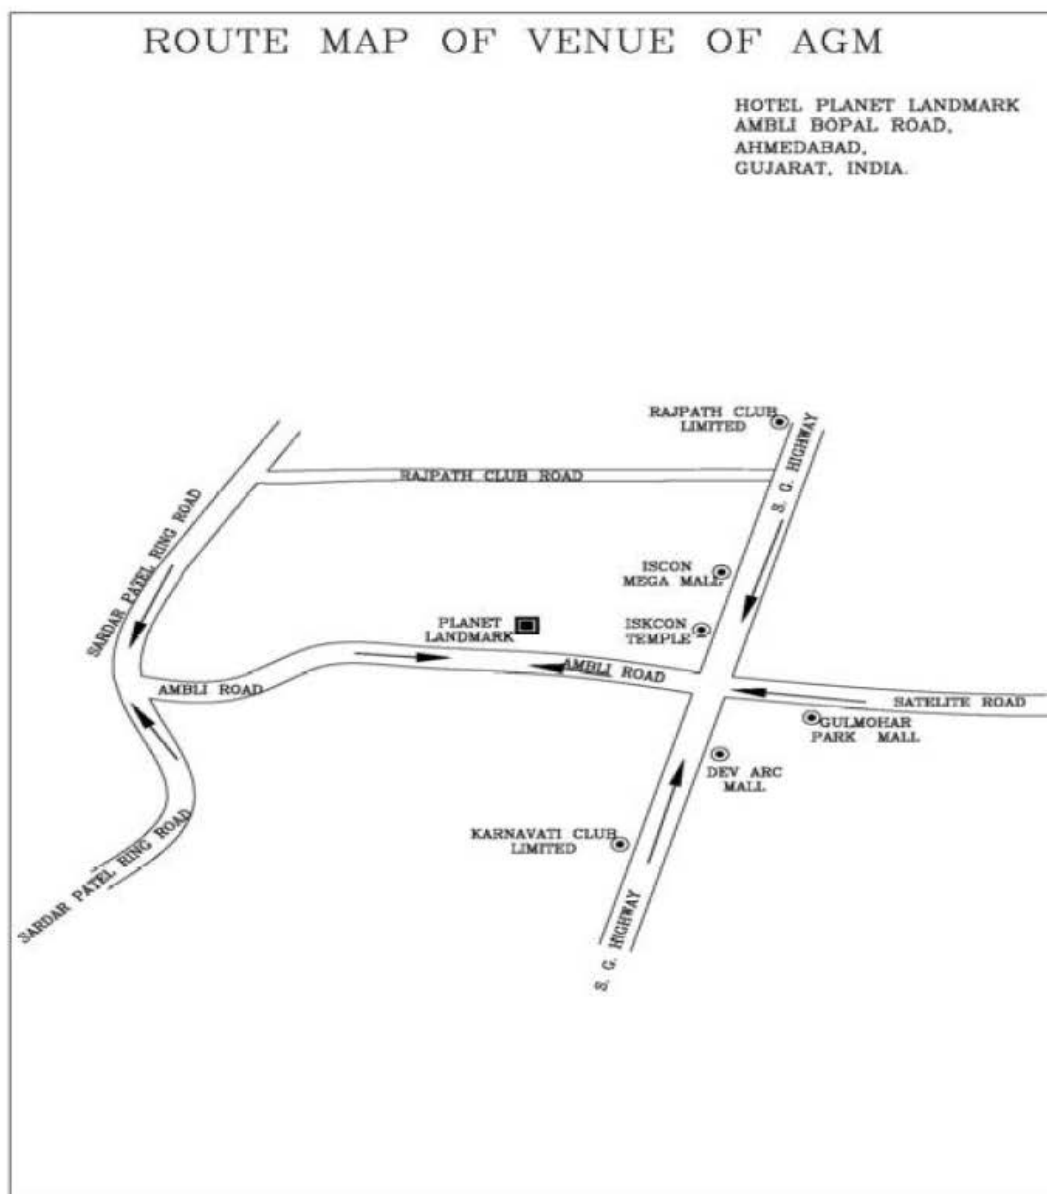 ROUTE MAP OF VENUE OF AGM
HOTEL PLANET LANDMARK
AMBLI BOPAL ROAD,
AHMEDABAD,
GUJARAT, INDIA.
RAJPATH CLUB
LIMITED
S. G. HIGHWAY
RAJPATH CLUB ROAD
SARDAR PATEL RING ROAD
ISCON
MEGA MALL
PLANET
LANDMARK
ISKCON
TEMPLE
AMBLI ROAD
AMBLI ROAD
SATELITE ROAD
GULMOHAR
PARK MALL
DEV ARC
MALL
KARNAVATI CLUB
LIMITED
SARDAR PATEL RING ROAD
S. G. HIGHWAY